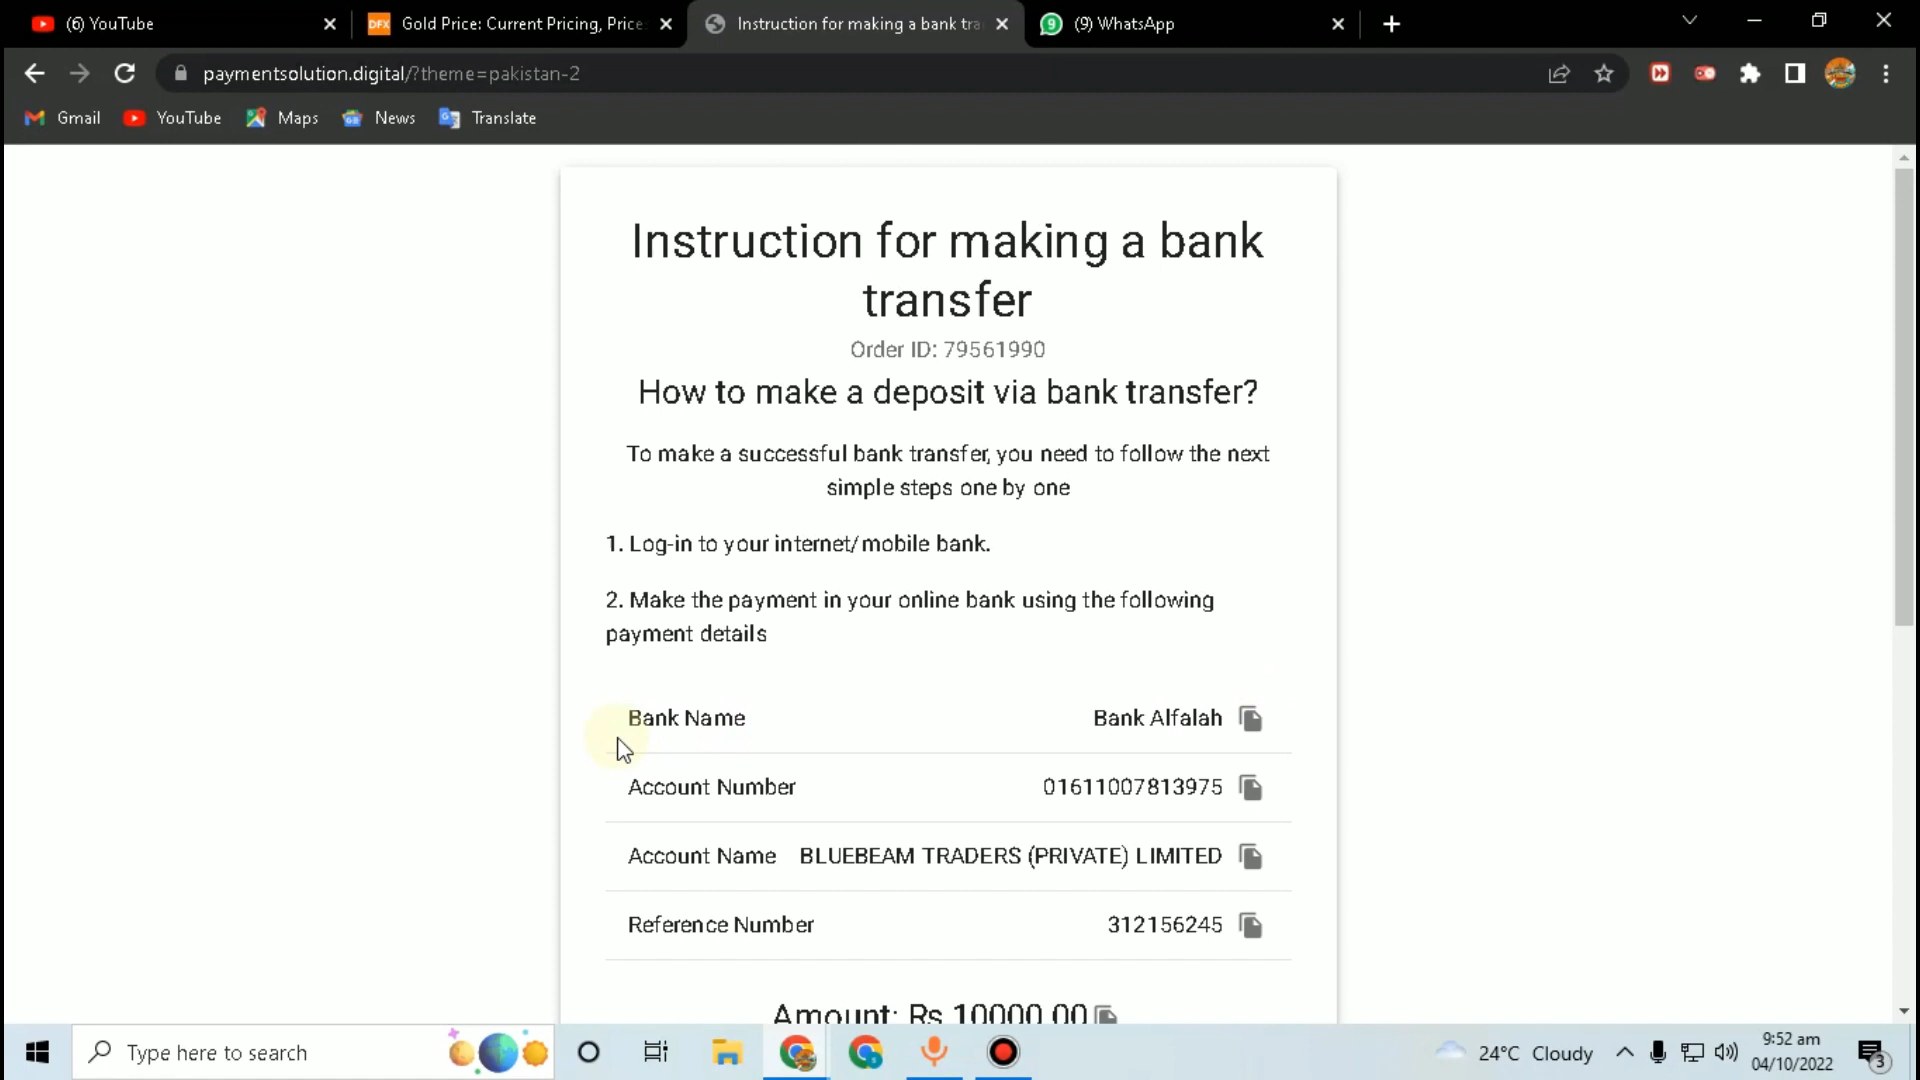 (6) YouTube
Gold Price: Current Pricing, Price
Instruction for making a bank tra
(9) WhatsApp
paymentsolution.digital/?theme=pakistan-2
Gmail
YouTube
Maps
News
Translate
Instruction for making a bank
transfer
Order ID: 79561990
How to make a deposit via bank transfer?
To make a successful bank transfer, you need to follow the next
simple steps one by one
1. Log-in to your internet/mobile bank.
2. Make the payment in your online bank using the following
payment details
Bank Name Bank Alfalah
Account Number 01611007813975
Account Name BLUEBEAM TRADERS (PRIVATE) LIMITED
Reference Number 312156245
Amount: Rs 10000.00
Type here to search
24°C Cloudy
9:52 am
04/10/2022
3